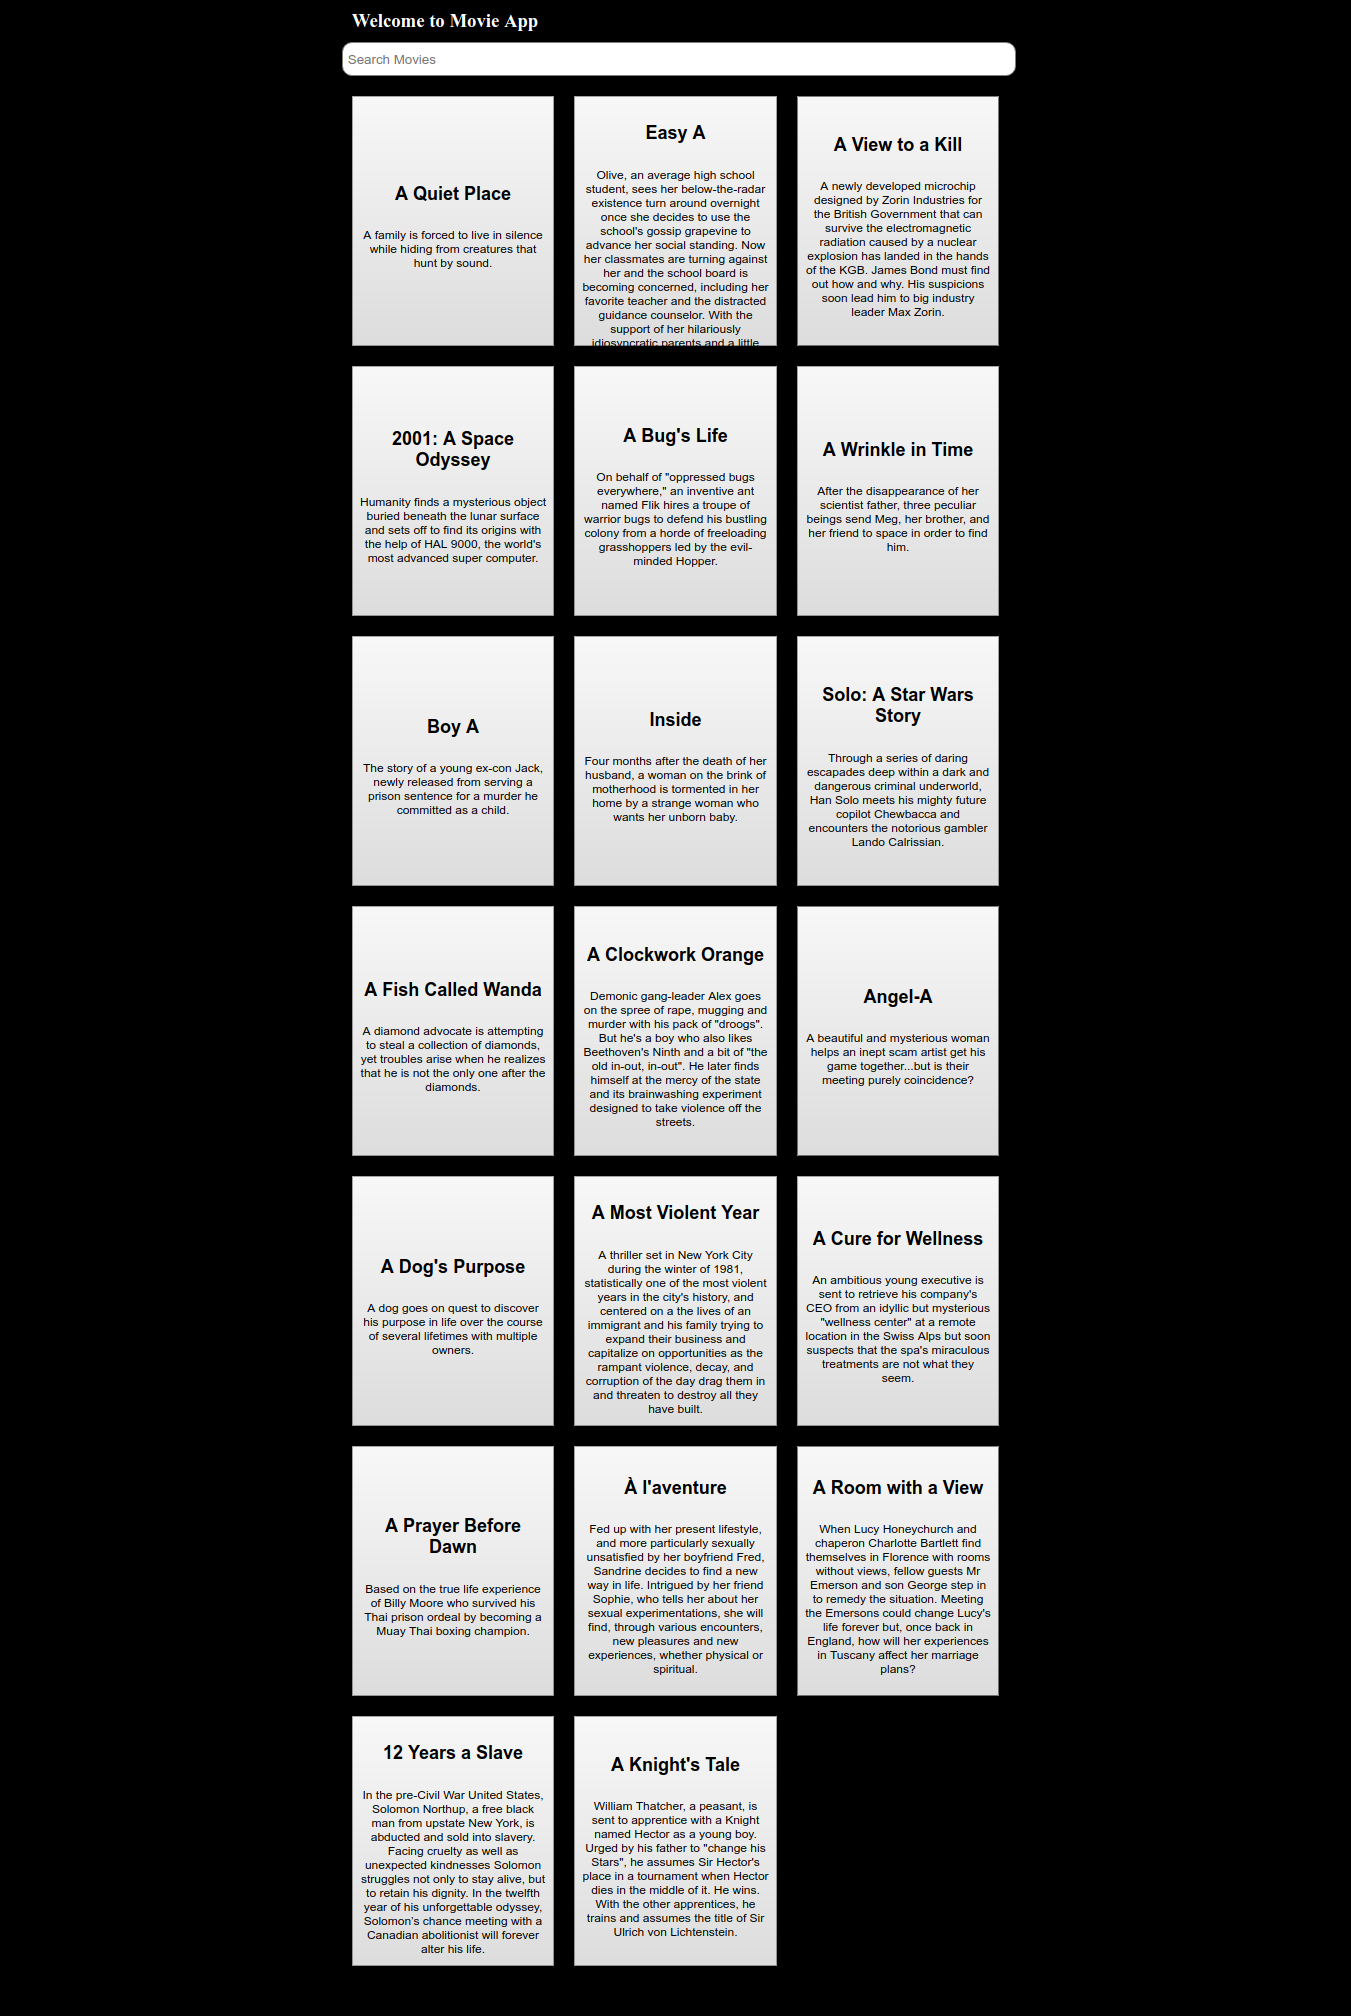 Welcome to Movie App
Search Movies
A Quiet Place
A family is forced to live in silence
while hiding from creatures that
hunt by sound.
Easy A
Olive, an average high school
student, sees her below-the-radar
existence turn around overnight
once she decides to use the
school's gossip grapevine to
advance her social standing. Now
her classmates are turning against
her and the school board is
becoming concerned, including her
favorite teacher and the distracted
guidance counselor. With the
support of her hilariously
idiosyncratic parents and a little
A View to a Kill
A newly developed microchip
designed by Zorin Industries for
the British Government that can
survive the electromagnetic
radiation caused by a nuclear
explosion has landed in the hands
of the KGB. James Bond must find
out how and why. His suspicions
soon lead him to big industry
leader Max Zorin.
2001: A Space
Odyssey
Humanity finds a mysterious object
buried beneath the lunar surface
and sets off to find its origins with
the help of HAL 9000, the world's
most advanced super computer.
A Bug's Life
On behalf of "oppressed bugs
everywhere," an inventive ant
named Flik hires a troupe of
warrior bugs to defend his bustling
colony from a horde of freeloading
grasshoppers led by the evil-
minded Hopper.
A Wrinkle in Time
After the disappearance of her
scientist father, three peculiar
beings send Meg, her brother, and
her friend to space in order to find
him.
Boy A
The story of a young ex-con Jack,
newly released from serving a
prison sentence for a murder he
committed as a child.
Inside
Four months after the death of her
husband, a woman on the brink of
motherhood is tormented in her
home by a strange woman who
wants her unborn baby.
Solo: A Star Wars
Story
Through a series of daring
escapades deep within a dark and
dangerous criminal underworld,
Han Solo meets his mighty future
copilot Chewbacca and
encounters the notorious gambler
Lando Calrissian.
A Fish Called Wanda
A diamond advocate is attempting
to steal a collection of diamonds,
yet troubles arise when he realizes
that he is not the only one after the
diamonds.
A Clockwork Orange
Demonic gang-leader Alex goes
on the spree of rape, mugging and
murder with his pack of "droogs".
But he's a boy who also likes
Beethoven's Ninth and a bit of "the
old in-out, in-out". He later finds
himself at the mercy of the state
and its brainwashing experiment
designed to take violence off the
streets.
Angel-A
A beautiful and mysterious woman
helps an inept scam artist get his
game together...but is their
meeting purely coincidence?
A Dog's Purpose
A dog goes on quest to discover
his purpose in life over the course
of several lifetimes with multiple
owners.
A Most Violent Year
A thriller set in New York City
during the winter of 1981,
statistically one of the most violent
years in the city's history, and
centered on a the lives of an
immigrant and his family trying to
expand their business and
capitalize on opportunities as the
rampant violence, decay, and
corruption of the day drag them in
and threaten to destroy all they
have built.
A Cure for Wellness
An ambitious young executive is
sent to retrieve his company's
CEO from an idyllic but mysterious
"wellness center" at a remote
location in the Swiss Alps but soon
suspects that the spa's miraculous
treatments are not what they
seem.
A Prayer Before
Dawn
Based on the true life experience
of Billy Moore who survived his
Thai prison ordeal by becoming a
Muay Thai boxing champion.
À l'aventure
Fed up with her present lifestyle,
and more particularly sexually
unsatisfied by her boyfriend Fred,
Sandrine decides to find a new
way in life. Intrigued by her friend
Sophie, who tells her about her
sexual experimentations, she will
find, through various encounters,
new pleasures and new
experiences, whether physical or
spiritual.
A Room with a View
When Lucy Honeychurch and
chaperon Charlotte Bartlett find
themselves in Florence with rooms
without views, fellow guests Mr
Emerson and son George step in
to remedy the situation. Meeting
the Emersons could change Lucy's
life forever but, once back in
England, how will her experiences
in Tuscany affect her marriage
plans?
12 Years a Slave
In the pre-Civil War United States,
Solomon Northup, a free black
man from upstate New York, is
abducted and sold into slavery.
Facing cruelty as well as
unexpected kindnesses Solomon
struggles not only to stay alive, but
to retain his dignity. In the twelfth
year of his unforgettable odyssey,
Solomon's chance meeting with a
Canadian abolitionist will forever
alter his life.
A Knight's Tale
William Thatcher, a peasant, is
sent to apprentice with a Knight
named Hector as a young boy.
Urged by his father to "change his
Stars", he assumes Sir Hector's
place in a tournament when Hector
dies in the middle of it. He wins.
With the other apprentices, he
trains and assumes the title of Sir
Ulrich von Lichtenstein.